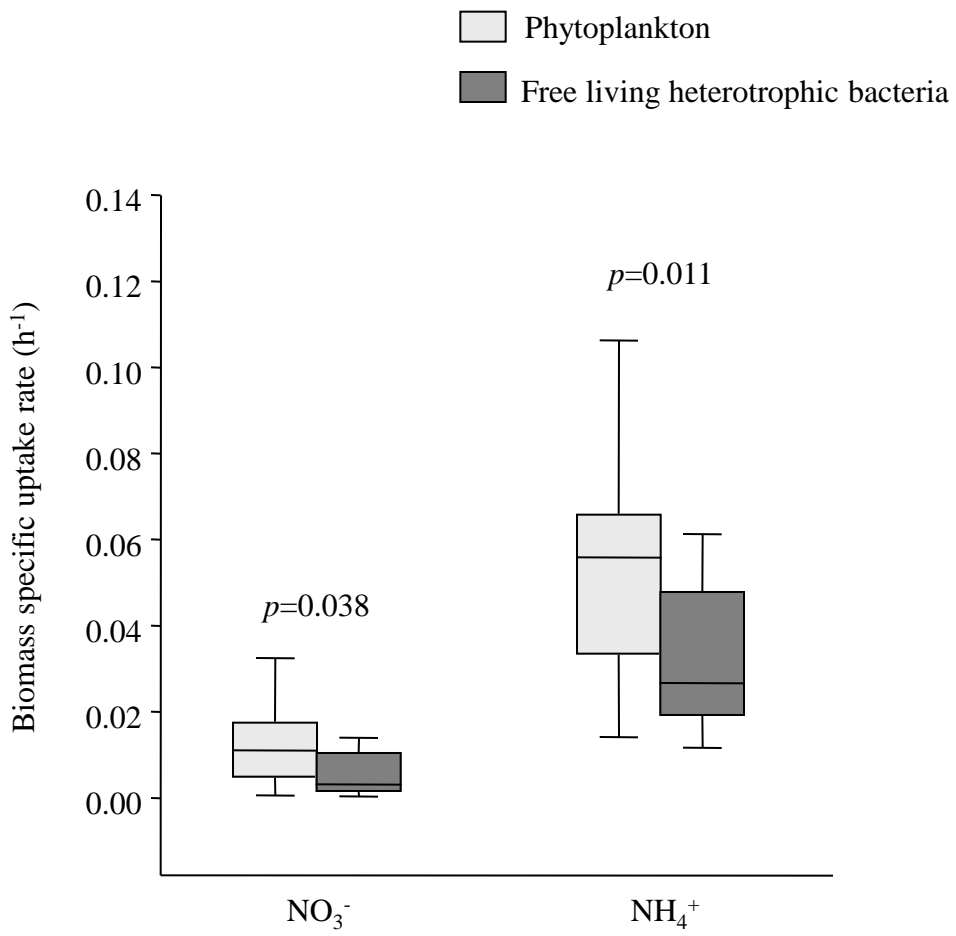 Phytoplankton
Free living heterotrophic bacteria
Biomass specific uptake rate (h⁻¹)
0.14
0.12
0.10
0.08
0.06
0.04
0.02
0.00
p=0.011
p=0.038
NO₃⁻
NH₄⁺